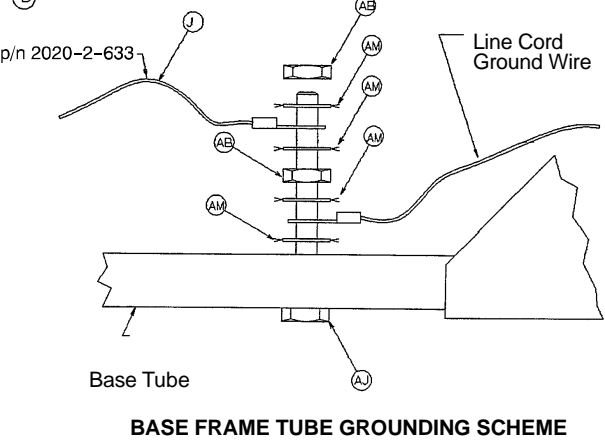 AB
J
p/n 2020-2-633
AM
Line Cord
Ground Wire
AM
AB
AM
AM
Base Tube
AJ
BASE FRAME TUBE GROUNDING SCHEME